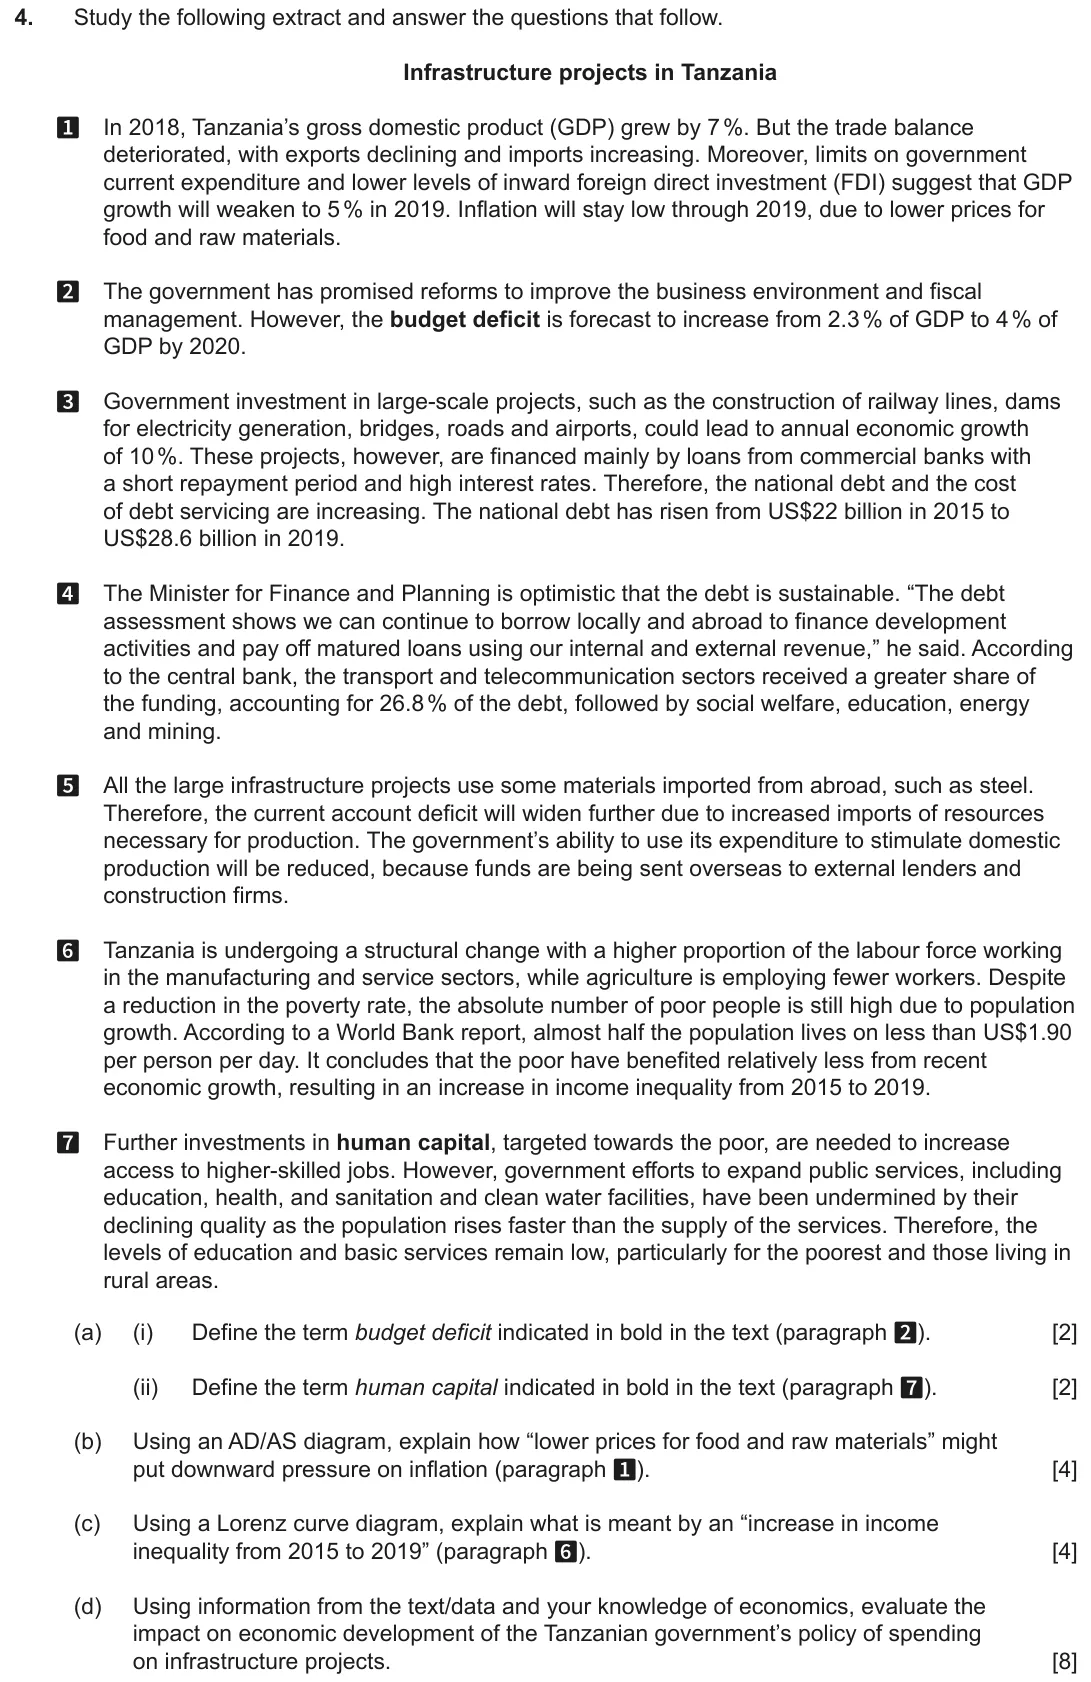 4. Study the following extract and answer the questions that follow.
Infrastructure projects in Tanzania
1 In 2018, Tanzania’s gross domestic product (GDP) grew by 7%. But the trade balance
deteriorated, with exports declining and imports increasing. Moreover, limits on government
current expenditure and lower levels of inward foreign direct investment (FDI) suggest that GDP
growth will weaken to 5% in 2019. Inflation will stay low through 2019, due to lower prices for
food and raw materials.
2 The government has promised reforms to improve the business environment and fiscal
management. However, the budget deficit is forecast to increase from 2.3% of GDP to 4% of
GDP by 2020.
3 Government investment in large-scale projects, such as the construction of railway lines, dams
for electricity generation, bridges, roads and airports, could lead to annual economic growth
of 10%. These projects, however, are financed mainly by loans from commercial banks with
a short repayment period and high interest rates. Therefore, the national debt and the cost
of debt servicing are increasing. The national debt has risen from US$22 billion in 2015 to
US$28.6 billion in 2019.
4 The Minister for Finance and Planning is optimistic that the debt is sustainable. “The debt
assessment shows we can continue to borrow locally and abroad to finance development
activities and pay off matured loans using our internal and external revenue,” he said. According
to the central bank, the transport and telecommunication sectors received a greater share of
the funding, accounting for 26.8% of the debt, followed by social welfare, education, energy
and mining.
5 All the large infrastructure projects use some materials imported from abroad, such as steel.
Therefore, the current account deficit will widen further due to increased imports of resources
necessary for production. The government’s ability to use its expenditure to stimulate domestic
production will be reduced, because funds are being sent overseas to external lenders and
construction firms.
6 Tanzania is undergoing a structural change with a higher proportion of the labour force working
in the manufacturing and service sectors, while agriculture is employing fewer workers. Despite
a reduction in the poverty rate, the absolute number of poor people is still high due to population
growth. According to a World Bank report, almost half the population lives on less than US$1.90
per person per day. It concludes that the poor have benefited relatively less from recent
economic growth, resulting in an increase in income inequality from 2015 to 2019.
7 Further investments in human capital, targeted towards the poor, are needed to increase
access to higher-skilled jobs. However, government efforts to expand public services, including
education, health, and sanitation and clean water facilities, have been undermined by their
declining quality as the population rises faster than the supply of the services. Therefore, the
levels of education and basic services remain low, particularly for the poorest and those living in
rural areas.
(a) (i) Define the term budget deficit indicated in bold in the text (paragraph 2). [2]
(ii) Define the term human capital indicated in bold in the text (paragraph 7). [2]
(b) Using an AD/AS diagram, explain how “lower prices for food and raw materials” might
put downward pressure on inflation (paragraph 1). [4]
(c) Using a Lorenz curve diagram, explain what is meant by an “increase in income
inequality from 2015 to 2019” (paragraph 6). [4]
(d) Using information from the text/data and your knowledge of economics, evaluate the
impact on economic development of the Tanzanian government’s policy of spending
on infrastructure projects. [8]